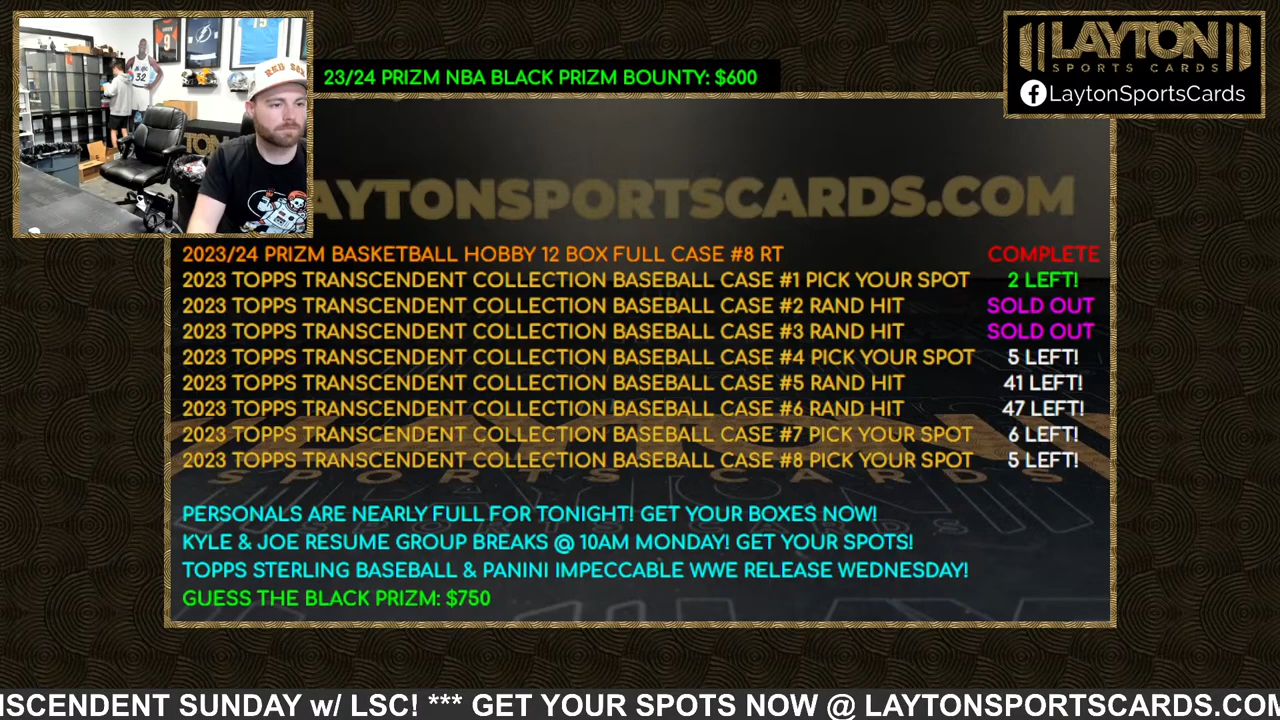 LAYTON
SPORTS CARDS
LaytonSportsCards
23/24 PRIZM NBA BLACK PRIZM BOUNTY: $600
RED SOX
9
15
32
AYTONSPORTSCARDS.COM
2023/24 PRIZM BASKETBALL HOBBY 12 BOX FULL CASE #8 RT COMPLETE
2023 TOPPS TRANSCENDENT COLLECTION BASEBALL CASE #1 PICK YOUR SPOT 2 LEFT!
2023 TOPPS TRANSCENDENT COLLECTION BASEBALL CASE #2 RAND HIT SOLD OUT
2023 TOPPS TRANSCENDENT COLLECTION BASEBALL CASE #3 RAND HIT SOLD OUT
2023 TOPPS TRANSCENDENT COLLECTION BASEBALL CASE #4 PICK YOUR SPOT 5 LEFT!
2023 TOPPS TRANSCENDENT COLLECTION BASEBALL CASE #5 RAND HIT 41 LEFT!
2023 TOPPS TRANSCENDENT COLLECTION BASEBALL CASE #6 RAND HIT 47 LEFT!
2023 TOPPS TRANSCENDENT COLLECTION BASEBALL CASE #7 PICK YOUR SPOT 6 LEFT!
2023 TOPPS TRANSCENDENT COLLECTION BASEBALL CASE #8 PICK YOUR SPOT 5 LEFT!
SPORTS CARDS
PERSONALS ARE NEARLY FULL FOR TONIGHT! GET YOUR BOXES NOW!
KYLE & JOE RESUME GROUP BREAKS @ 10AM MONDAY! GET YOUR SPOTS!
TOPPS STERLING BASEBALL & PANINI IMPECCABLE WWE RELEASE WEDNESDAY!
GUESS THE BLACK PRIZM: $750
NSCENDENT SUNDAY w/ LSC! *** GET YOUR SPOTS NOW @ LAYTONSPORTSCARDS.COM